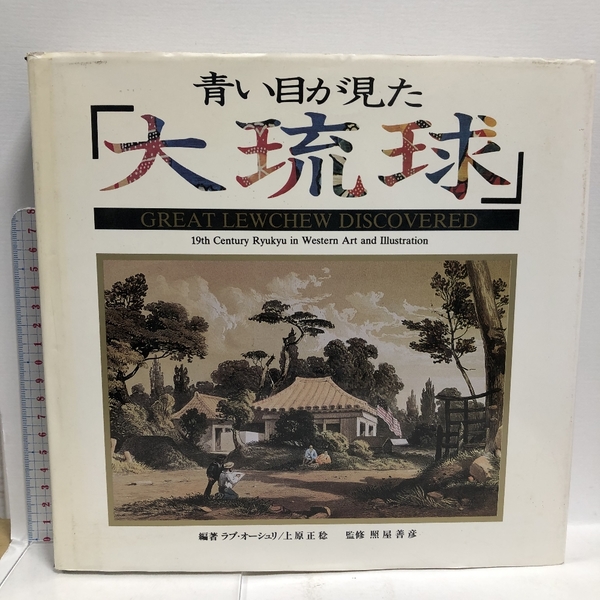 青い目が見た
「大琉球」
GREAT LEWCHEW DISCOVERED
19th Century Ryukyu in Western Art and Illustration
編著 ラブ・オーシュリ/上原正稔 監修 照屋善彦